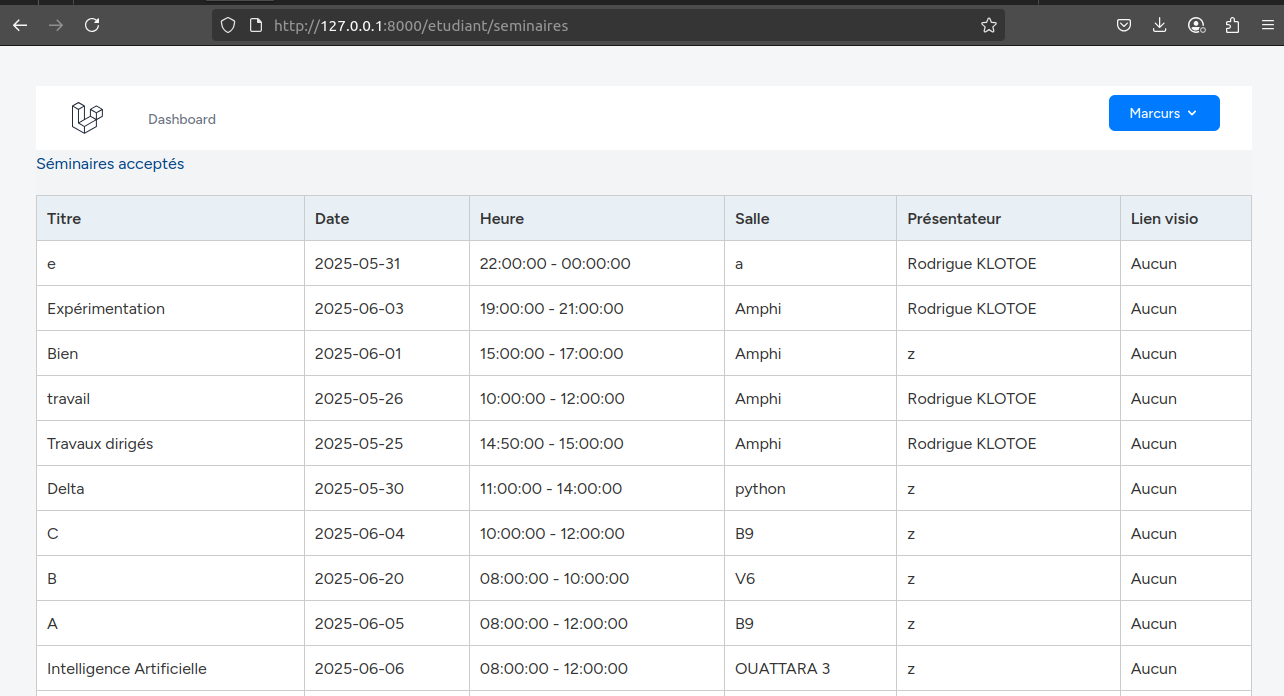 http://127.0.0.1:8000/etudiant/seminaires
Dashboard
Marcurs
Séminaires acceptés
Titre Date Heure Salle Présentateur Lien visio
e 2025-05-31 22:00:00 - 00:00:00 a Rodrigue KLOTOE Aucun
Expérimentation 2025-06-03 19:00:00 - 21:00:00 Amphi Rodrigue KLOTOE Aucun
Bien 2025-06-01 15:00:00 - 17:00:00 Amphi z Aucun
travail 2025-05-26 10:00:00 - 12:00:00 Amphi Rodrigue KLOTOE Aucun
Travaux dirigés 2025-05-25 14:50:00 - 15:00:00 Amphi Rodrigue KLOTOE Aucun
Delta 2025-05-30 11:00:00 - 14:00:00 python z Aucun
C 2025-06-04 10:00:00 - 12:00:00 B9 z Aucun
B 2025-06-20 08:00:00 - 10:00:00 V6 z Aucun
A 2025-06-05 08:00:00 - 12:00:00 B9 z Aucun
Intelligence Artificielle 2025-06-06 08:00:00 - 12:00:00 OUATTARA 3 z Aucun